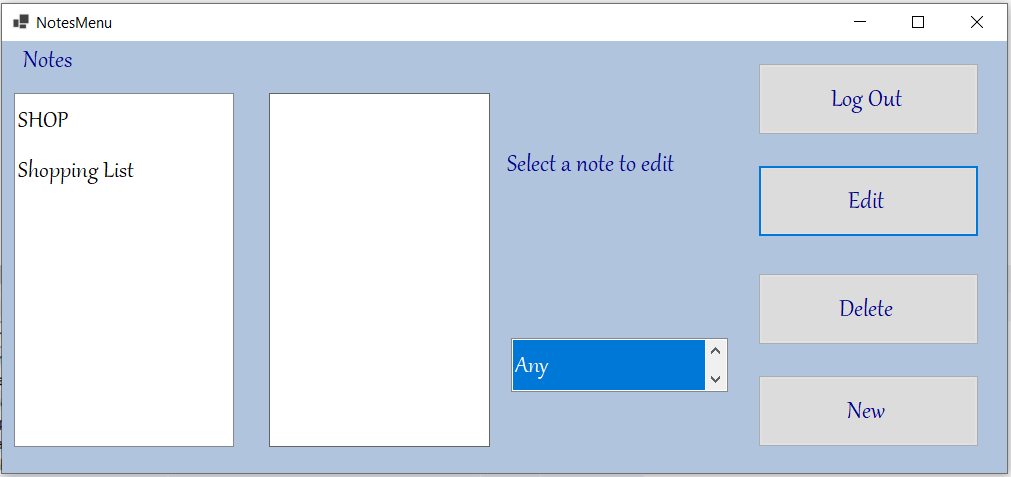 NotesMenu
Notes
SHOP
Shopping List
Select a note to edit
Any
Log Out
Edit
Delete
New